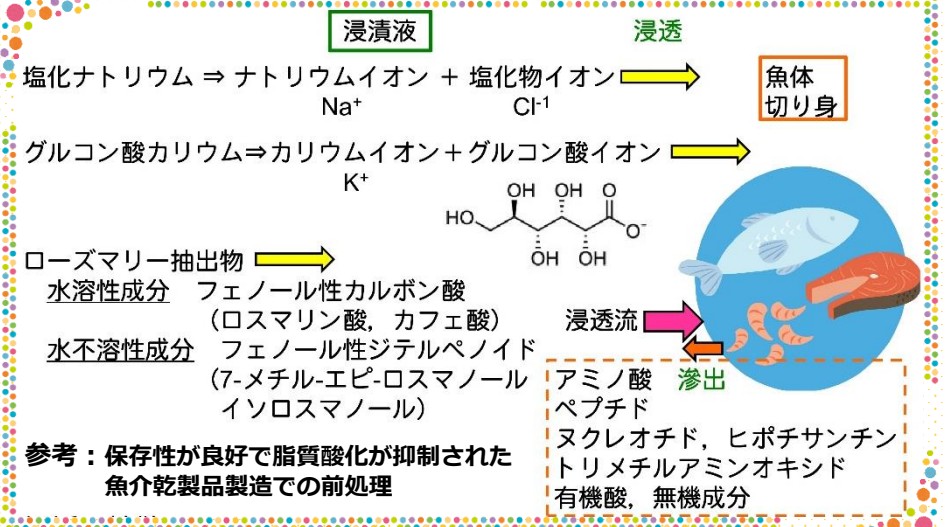 浸漬液
浸透
塩化ナトリウム ⇒ ナトリウムイオン + 塩化物イオン
Na⁺ Cl⁻¹
魚体
切り身
グルコン酸カリウム⇒カリウムイオン+グルコン酸イオン
K⁺
OH OH O
HO
O⁻
OH OH
ローズマリー抽出物
水溶性成分 フェノール性カルボン酸
(ロスマリン酸, カフェ酸)
水不溶性成分 フェノール性ジテルペノイド
(7-メチル-エピ-ロスマノール
イソロスマノール)
浸透流
アミノ酸 滲出
ペプチド
ヌクレオチド, ヒポチサンチン
トリメチルアミンオキシド
有機酸, 無機成分
参考:保存性が良好で脂質酸化が抑制された
魚介乾製品製造での前処理